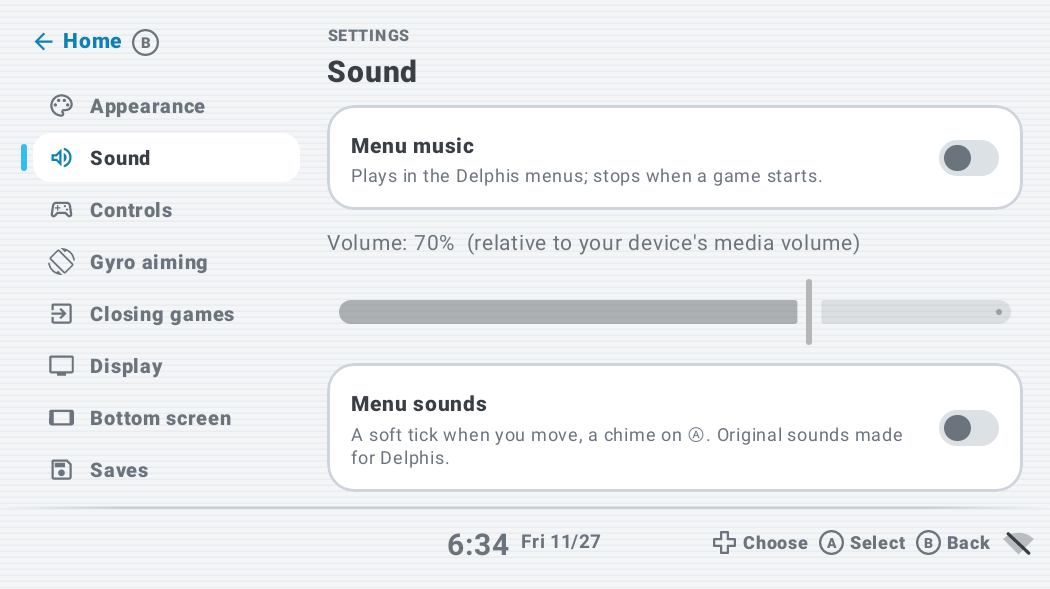 Home B
Appearance
Sound
Controls
Gyro aiming
Closing games
Display
Bottom screen
Saves
SETTINGS
Sound
Menu music
Plays in the Delphis menus; stops when a game starts.
Volume: 70% (relative to your device's media volume)
Menu sounds
A soft tick when you move, a chime on Ⓐ. Original sounds made
for Delphis.
6:34 Fri 11/27
Choose A Select B Back